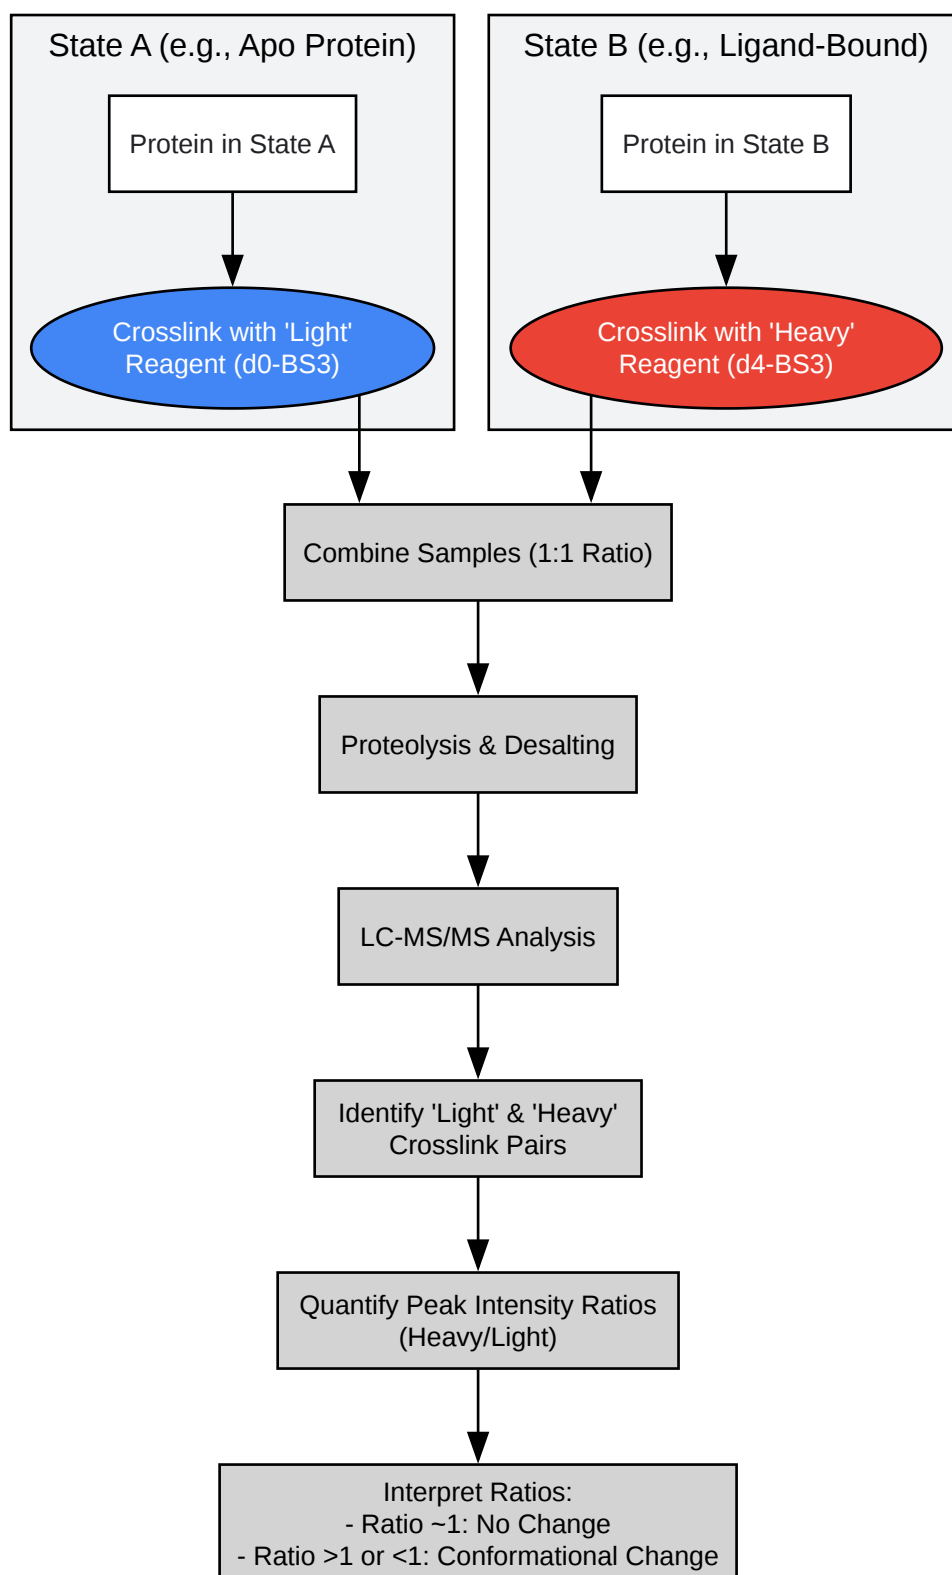 State A (e.g., Apo Protein)
Protein in State A
Crosslink with 'Light'
Reagent (d0-BS3)
State B (e.g., Ligand-Bound)
Protein in State B
Crosslink with 'Heavy'
Reagent (d4-BS3)
Combine Samples (1:1 Ratio)
Proteolysis & Desalting
LC-MS/MS Analysis
Identify 'Light' & 'Heavy'
Crosslink Pairs
Quantify Peak Intensity Ratios
(Heavy/Light)
Interpret Ratios:
- Ratio ~1: No Change
- Ratio >1 or <1: Conformational Change